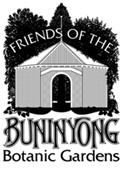 FRIENDS OF THE
BUNINYONG
Botanic Gardens